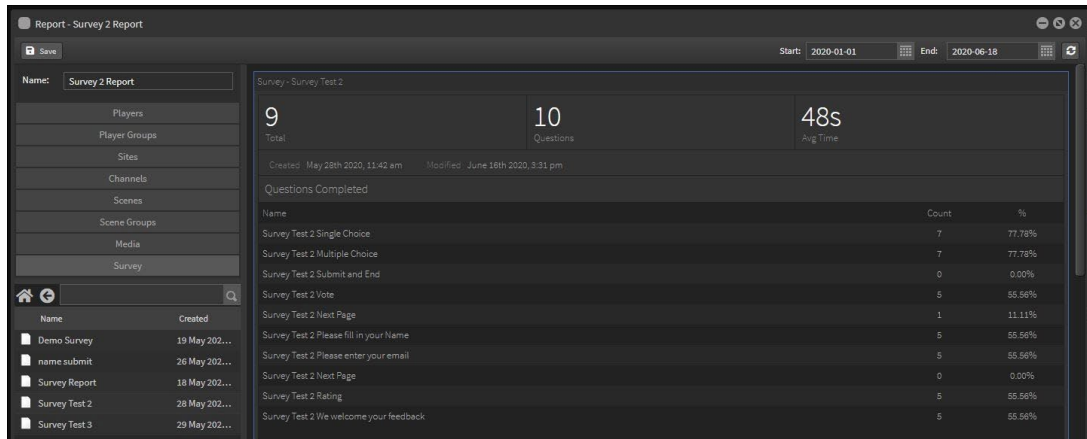 Report - Survey 2 Report
Save
Start: 2020-01-01 End: 2020-06-18
Name: Survey 2 Report
Players
Player Groups
Sites
Channels
Scenes
Scene Groups
Media
Survey
Name Created
Demo Survey 19 May 202...
name submit 26 May 202...
Survey Report 18 May 202...
Survey Test 2 28 May 202...
Survey Test 3 29 May 202...
Survey - Survey Test 2
9 10 48s
Total Questions Avg Time
Created May 28th 2020, 11:42 am Modified June 16th 2020, 3:31 pm
Questions Completed
Name Count %
Survey Test 2 Single Choice 7 77.78%
Survey Test 2 Multiple Choice 7 77.78%
Survey Test 2 Submit and End 0 0.00%
Survey Test 2 Vote 5 55.56%
Survey Test 2 Next Page 1 11.11%
Survey Test 2 Please fill in your Name 5 55.56%
Survey Test 2 Please enter your email 5 55.56%
Survey Test 2 Next Page 0 0.00%
Survey Test 2 Rating 5 55.56%
Survey Test 2 We welcome your feedback 5 55.56%